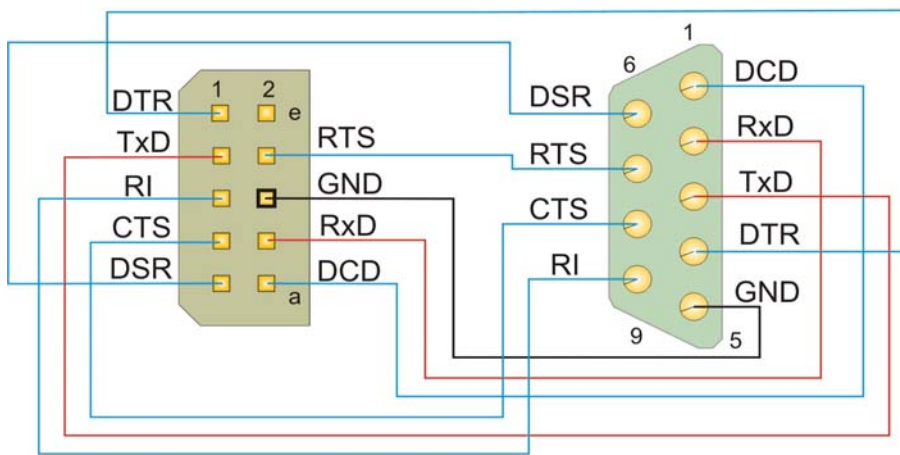 1 2
DTR e
TxD RTS
RI GND
CTS RxD
DSR DCD
a
1
6 DCD
DSR RxD
RTS TxD
CTS DTR
RI GND
9 5